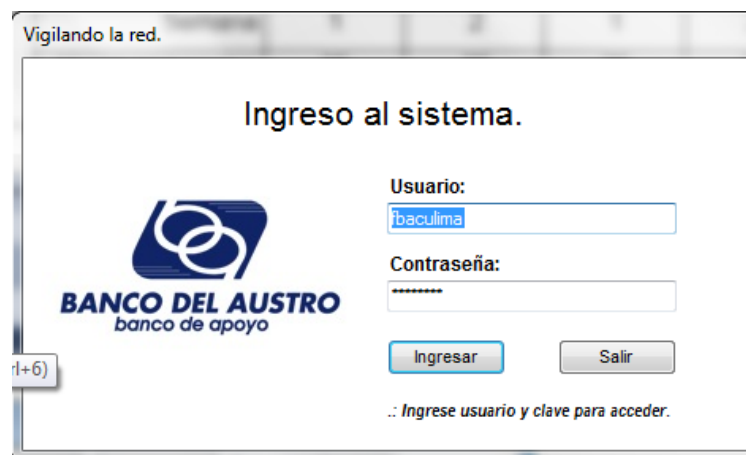 Vigilando la red.
Ingreso al sistema.
Usuario:
fbaculima
Contraseña:
********
BANCO DEL AUSTRO
banco de apoyo
Ingresar
Salir
rl+6)
.: Ingrese usuario y clave para acceder.